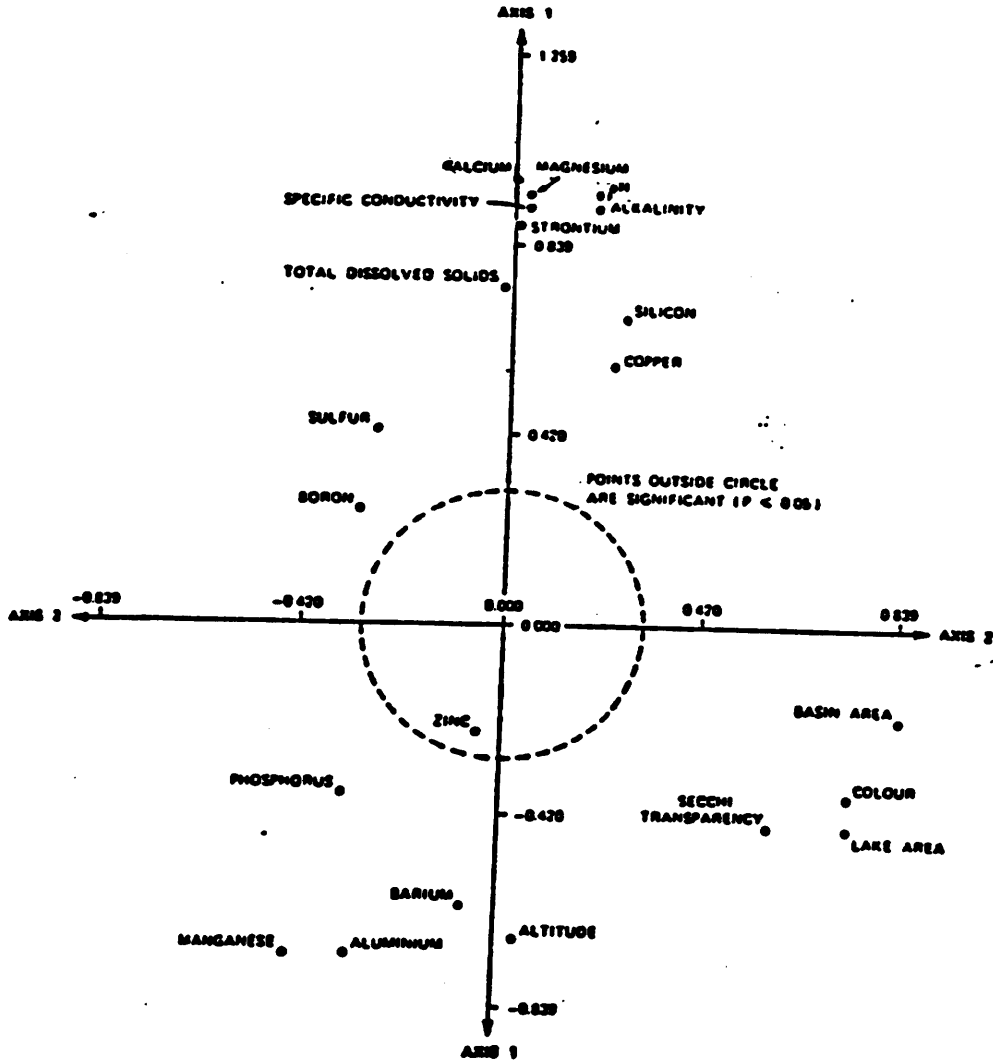 AXIS 1
1.259
CALCIUM
MAGNESIUM
pH
SPECIFIC CONDUCTIVITY
ALKALINITY
STRONTIUM
0.839
TOTAL DISSOLVED SOLIDS
SILICON
COPPER
SULFUR
0.420
POINTS OUTSIDE CIRCLE
ARE SIGNIFICANT (P < 0.05)
BORON
-0.839
-0.420
0.000
0.420
0.839
AXIS 2
0.000
AXIS 2
ZINC
BASIN AREA
PHOSPHORUS
COLOUR
SECCHI
TRANSPARENCY
-0.420
LAKE AREA
BARIUM
ALTITUDE
MANGANESE
ALUMINIUM
-0.839
AXIS 1